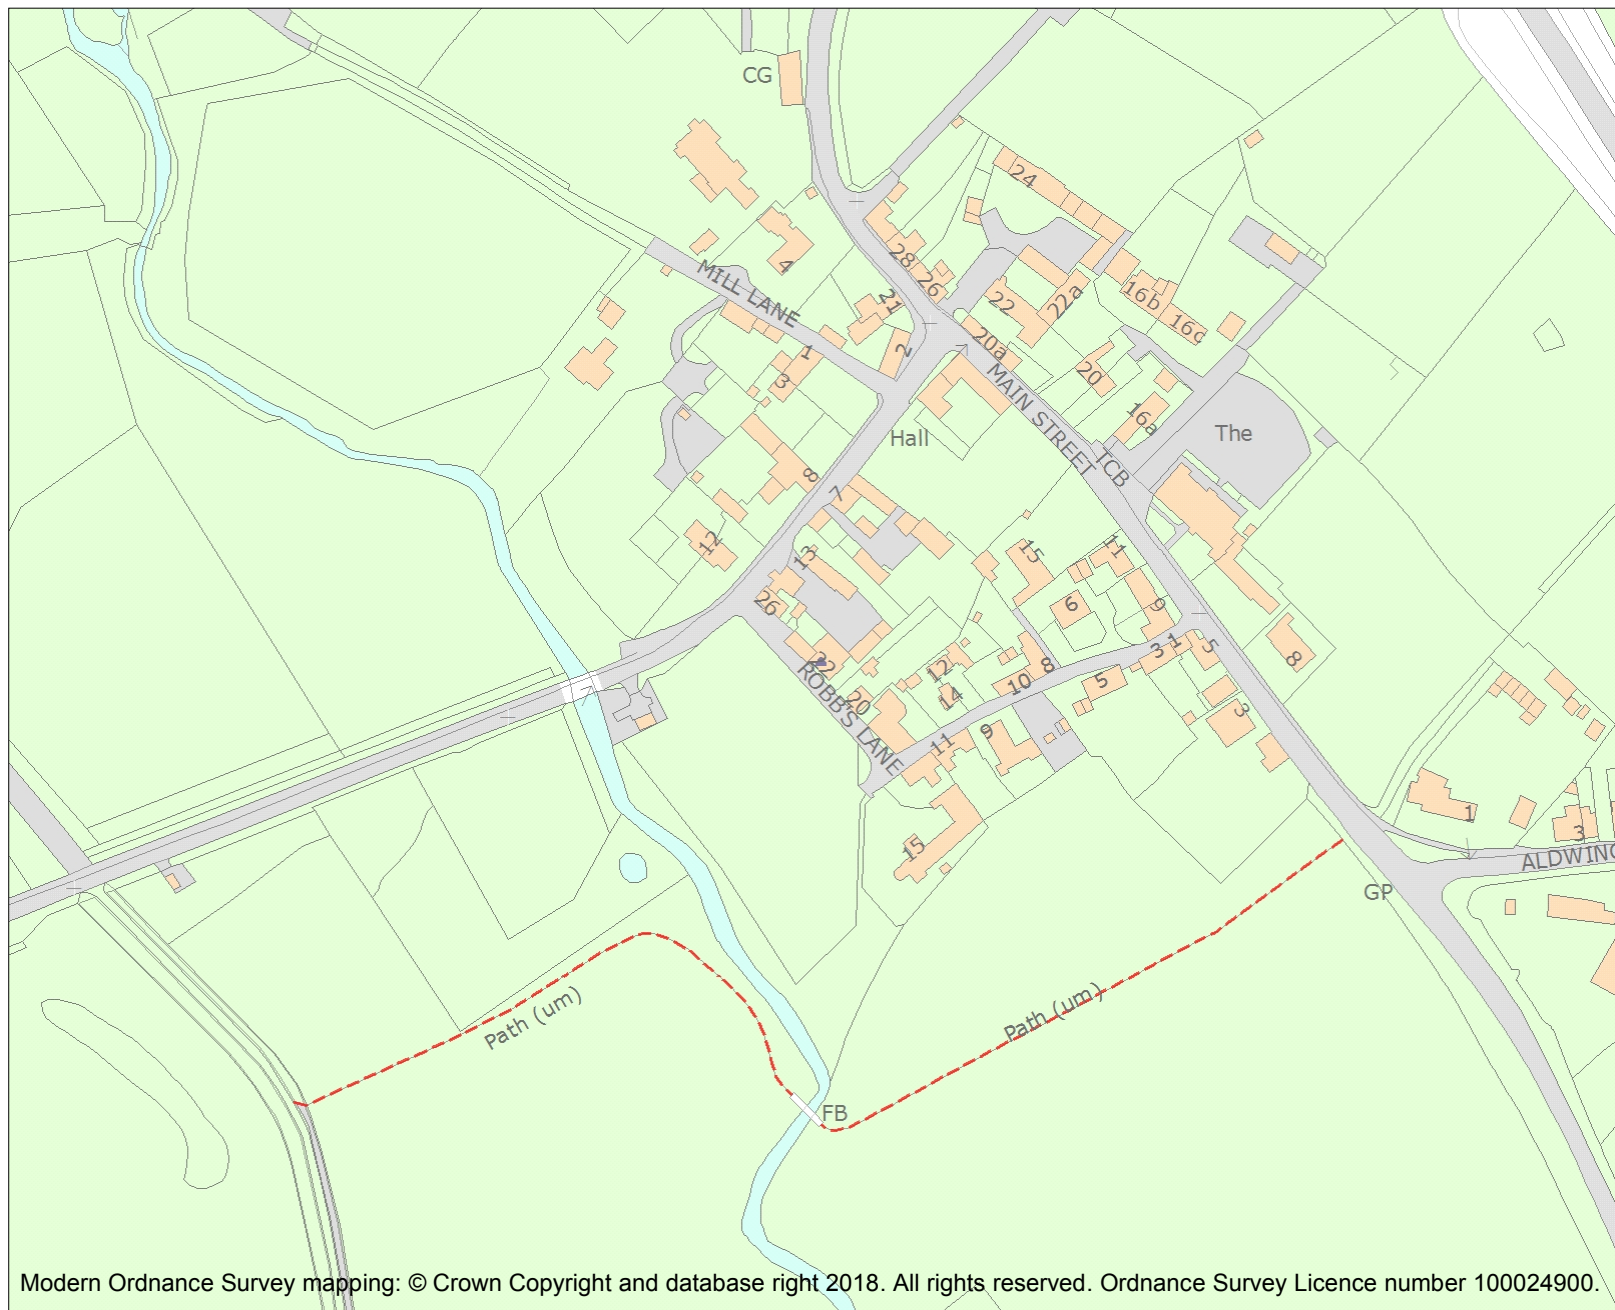 CG
24
4
28
26
MILL LANE
21
22
22a
16b
16c
2
20a
1
3
20
MAIN STREET
16a
Hall
The
TCB
8
7
12
13
15
11
26
6
9
1
3
5
8
22
12
8
10
5
14
ROBB'S LANE
20
3
9
11
1
15
3
ALDWINC
GP
Path (um)
Path (um)
FB
Modern Ordnance Survey mapping: © Crown Copyright and database right 2018. All rights reserved. Ordnance Survey Licence number 100024900.